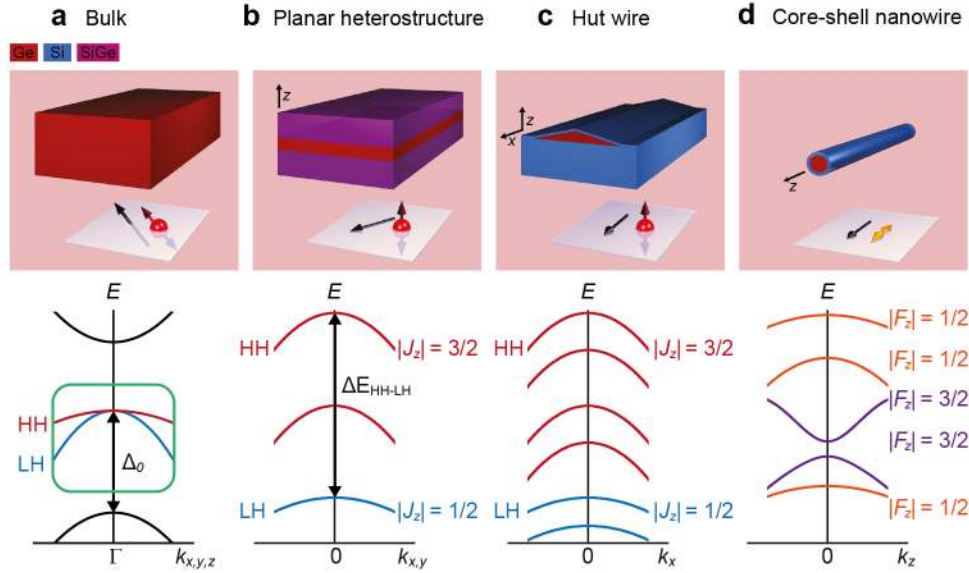 a Bulk
b Planar heterostructure
c Hut wire
d Core-shell nanowire
Ge Si SiGe
z
z
x
z
E
HH
LH
Δ0
Γ
kx,y,z
E
HH
|Jz| = 3/2
ΔEHH-LH
LH
|Jz| = 1/2
0
kx,y
E
HH
|Jz| = 3/2
LH
|Jz| = 1/2
0
kx
E
|Fz| = 1/2
|Fz| = 1/2
|Fz| = 3/2
|Fz| = 3/2
|Fz| = 1/2
0
kz